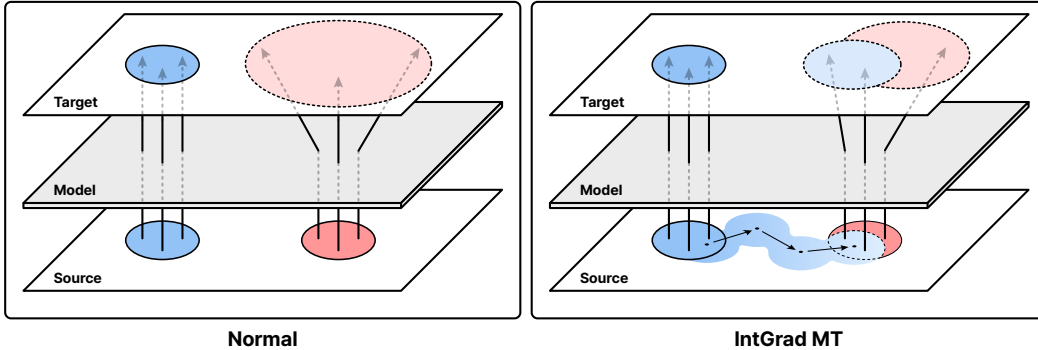 Target
Model
Source
Normal
Target
Model
Source
IntGrad MT